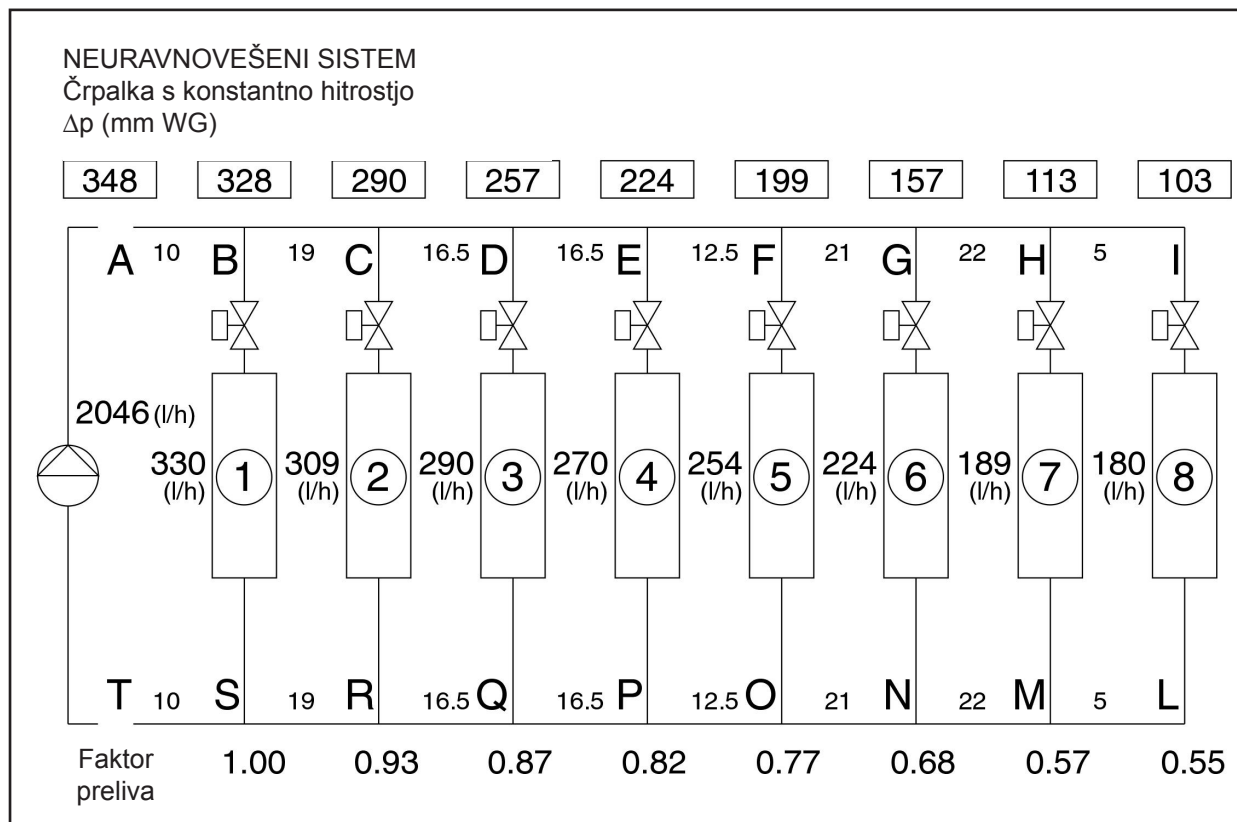 NEURAVNOVEŠENI SISTEM
Črpalka s konstantno hitrostjo
Δp (mm WG)
348 328 290 257 224 199 157 113 103
A 10 B 19 C 16.5 D 16.5 E 12.5 F 21 G 22 H 5 I
2046 (l/h)
330 1 309 2 290 3 270 4 254 5 224 6 189 7 180 8
(l/h) (l/h) (l/h) (l/h) (l/h) (l/h) (l/h) (l/h)
T 10 S 19 R 16.5 Q 16.5 P 12.5 O 21 N 22 M 5 L
Faktor 1.00 0.93 0.87 0.82 0.77 0.68 0.57 0.55
preliva